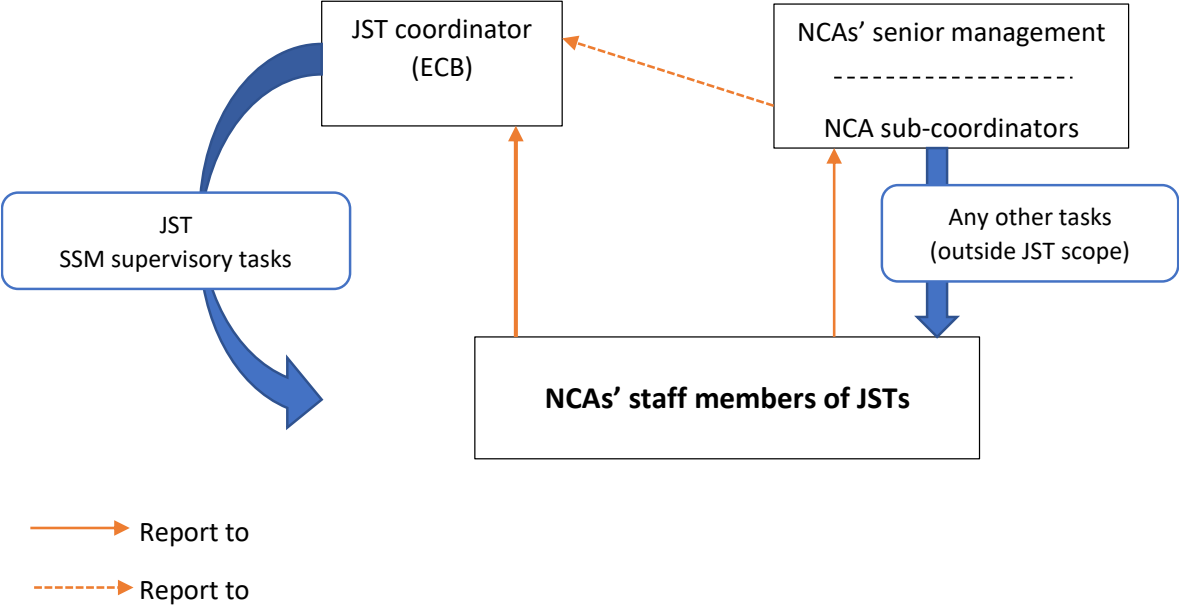 JST coordinator
(ECB)
NCAs’ senior management
NCA sub-coordinators
JST
SSM supervisory tasks
Any other tasks
(outside JST scope)
NCAs’ staff members of JSTs
Report to
Report to